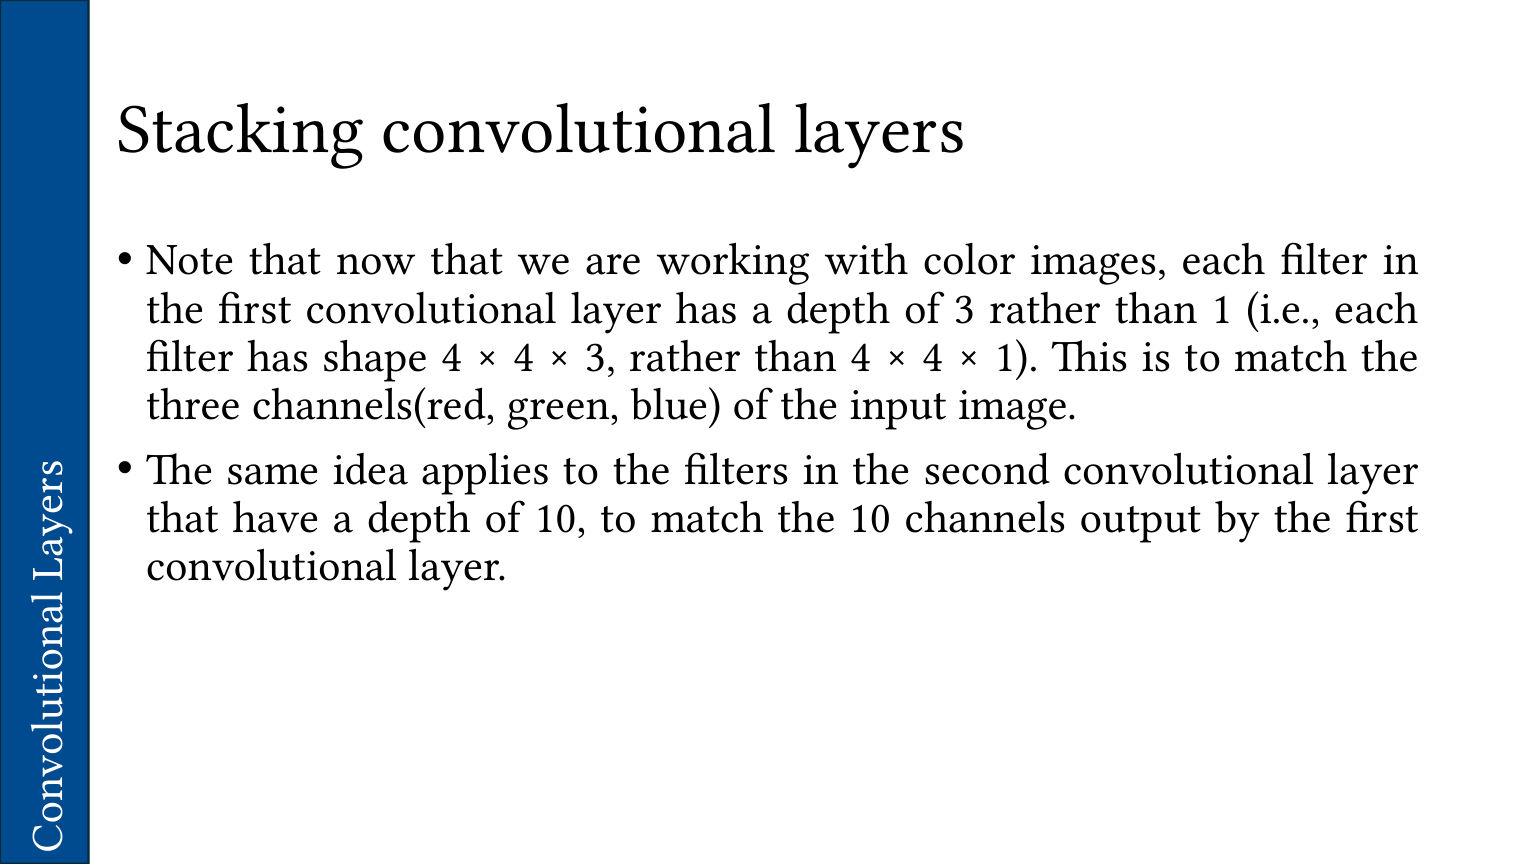 Stacking convolutional layers
• Note that now that we are working with color images, each filter in
the first convolutional layer has a depth of 3 rather than 1 (i.e., each
filter has shape 4 × 4 × 3, rather than 4 × 4 × 1). This is to match the
three channels(red, green, blue) of the input image.
• The same idea applies to the filters in the second convolutional layer
that have a depth of 10, to match the 10 channels output by the first
convolutional layer.
Convolutional Layers